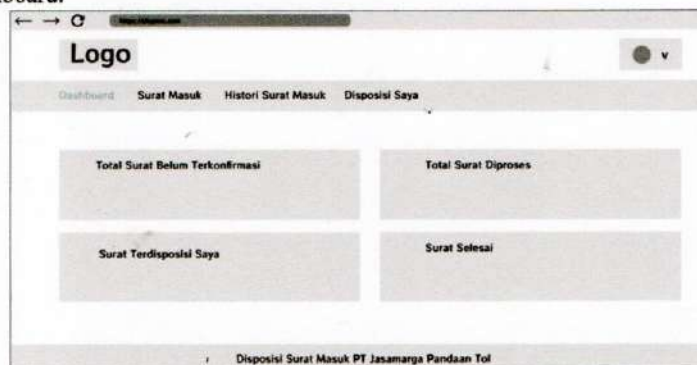 Logo
v
Dashboard Surat Masuk Histori Surat Masuk Disposisi Saya
Total Surat Belum Terkonfirmasi Total Surat Diproses
Surat Terdisposisi Saya Surat Selesai
Disposisi Surat Masuk PT Jasamarga Pandaan Tol